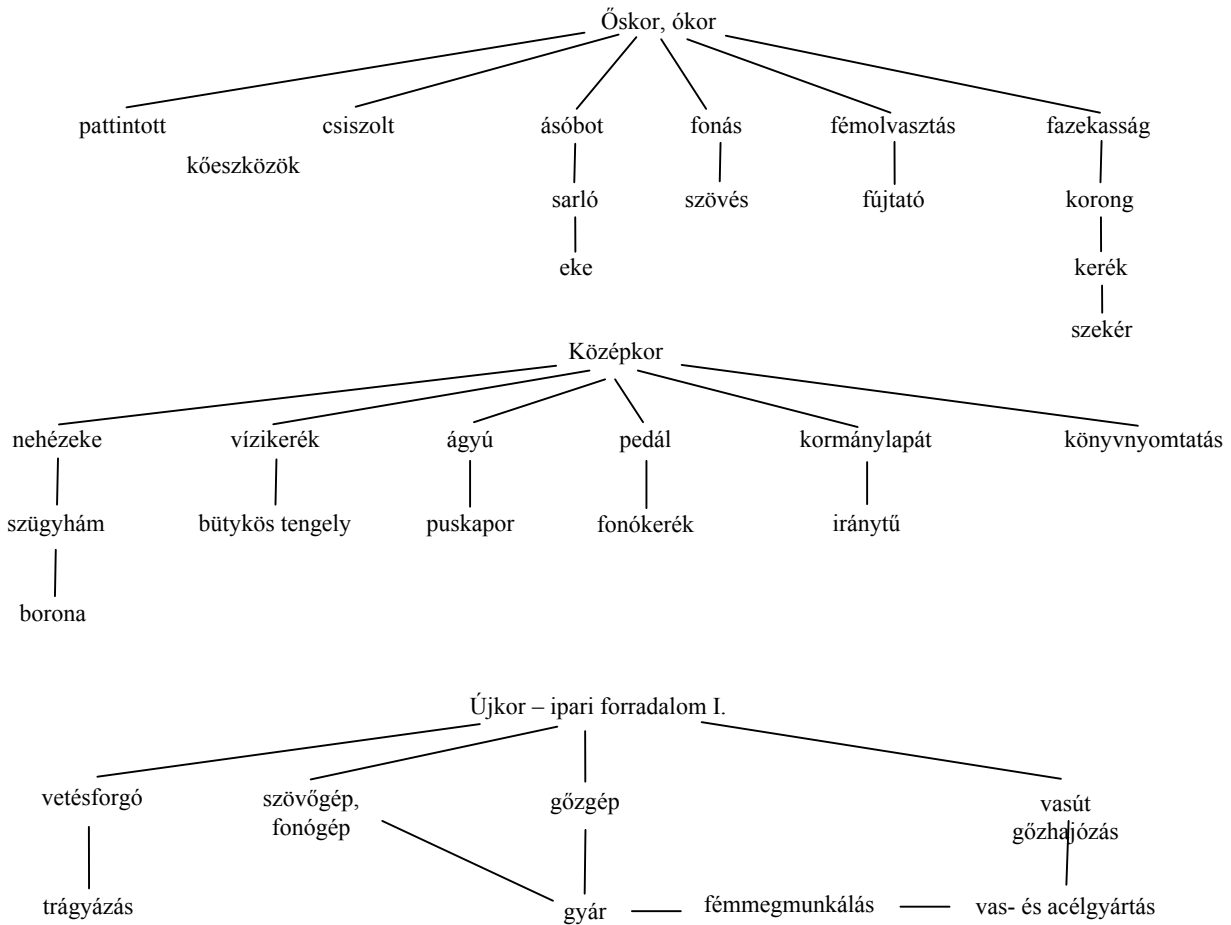 Őskor, ókor
pattintott csiszolt ásóbot fonás fémolvasztás fazekasság
kőeszközök
sarló szövés fújtató korong
eke kerék
szekér
Középkor
nehézeke vízikerék ágyú pedál kormánylapát könyvnyomtatás
szügyhám bütykös tengely puskapor fonókerék iránytű
borona
Újkor – ipari forradalom I.
vetésforgó szövőgép, gőzgép vasút
fonógép gőzhajózás
trágyázás gyár fémmegmunkálás vas- és acélgyártás